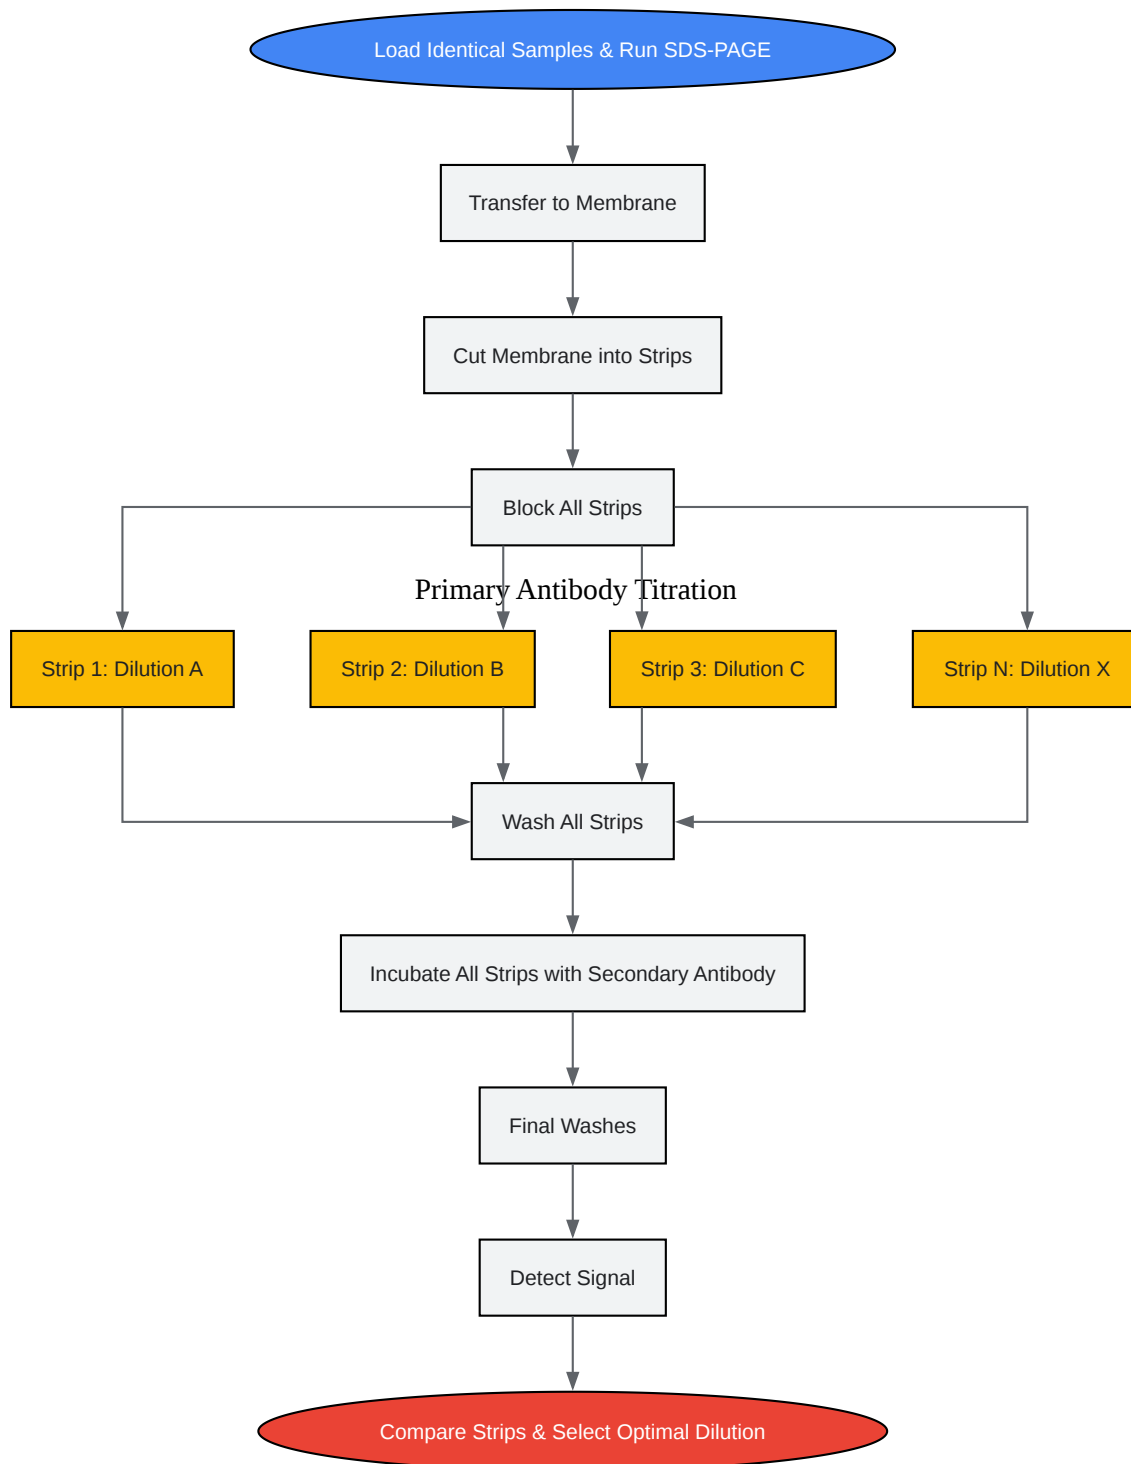 Load Identical Samples & Run SDS-PAGE
Transfer to Membrane
Cut Membrane into Strips
Block All Strips
Primary Antibody Titration
Strip 1: Dilution A
Strip 2: Dilution B
Strip 3: Dilution C
Strip N: Dilution X
Wash All Strips
Incubate All Strips with Secondary Antibody
Final Washes
Detect Signal
Compare Strips & Select Optimal Dilution